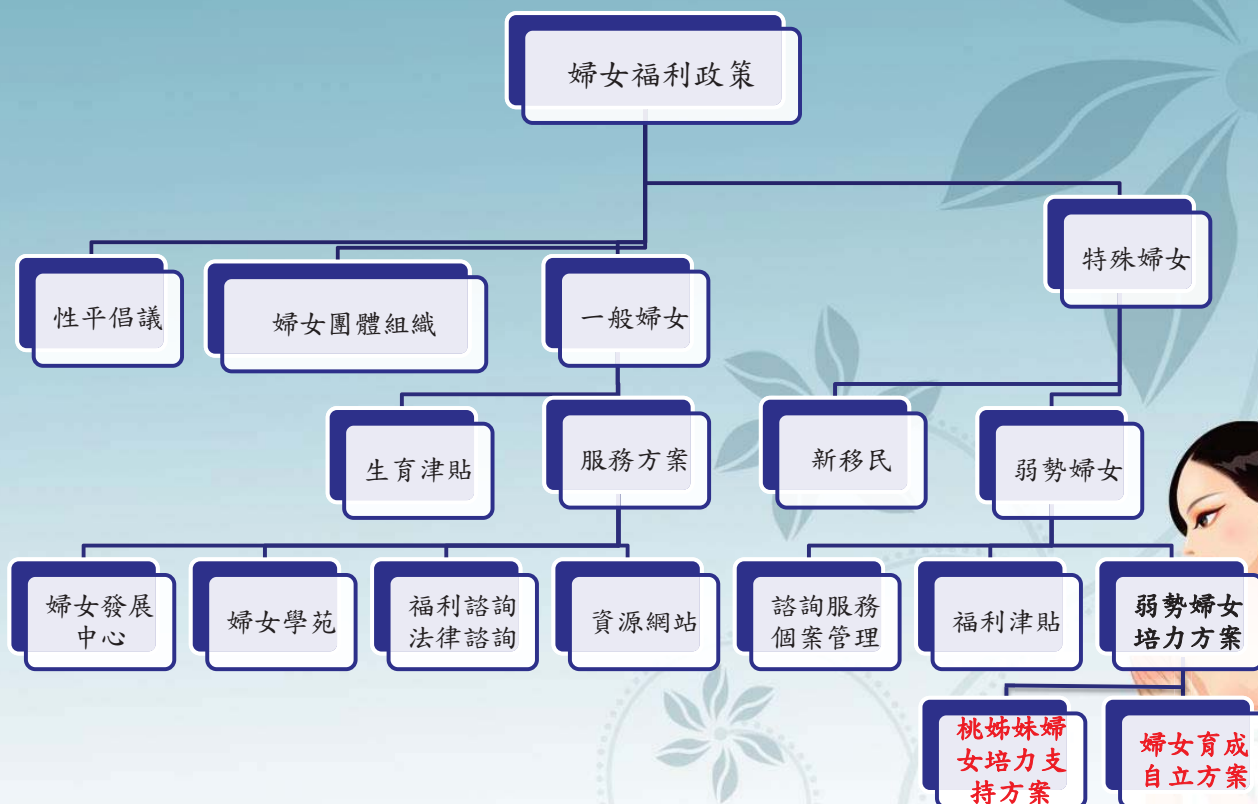 婦女福利政策
特殊婦女
性平倡議
婦女團體組織
一般婦女
生育津貼
服務方案
新移民
弱勢婦女
婦女發展
中心
婦女學苑
福利諮詢
法律諮詢
資源網站
諮詢服務
個案管理
福利津貼
弱勢婦女
培力方案
桃姊妹婦
女培力支
持方案
婦女育成
自立方案